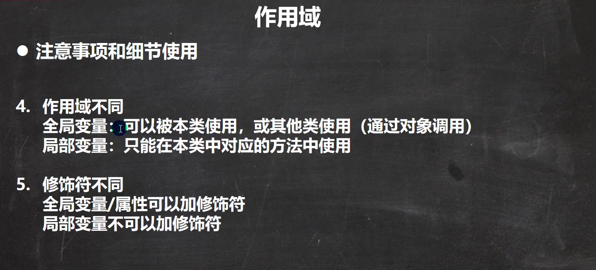 作用域
● 注意事项和细节使用
4. 作用域不同
全局变量：可以被本类使用，或其他类使用（通过对象调用）
局部变量：只能在本类中对应的方法中使用
5. 修饰符不同
全局变量/属性可以加修饰符
局部变量不可以加修饰符